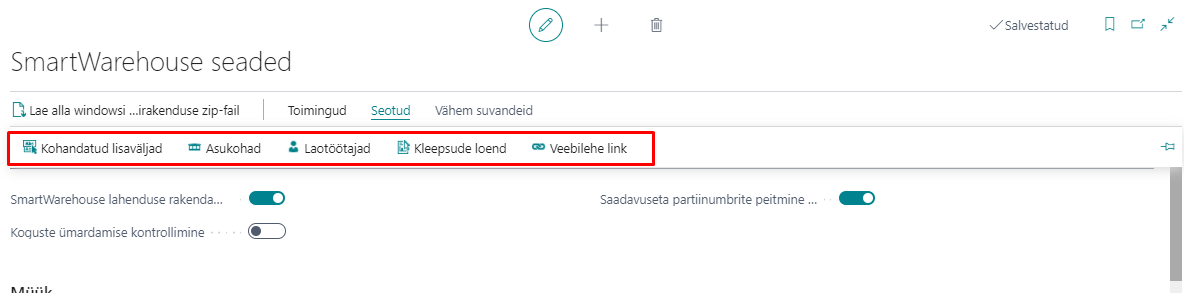 Salvestatud
SmartWarehouse seaded
Lae alla windowsi ...irakenduse zip-fail Toimingud Seotud Vähem suvandeid
Kohandatud lisaväljad Asukohad Laotöötajad Kleepsude loend Veebilehe link
SmartWarehouse lahenduse rakenda... Saadavuseta partiinumbrite peitmine ...
Koguste ümardamise kontrollimine
Müük